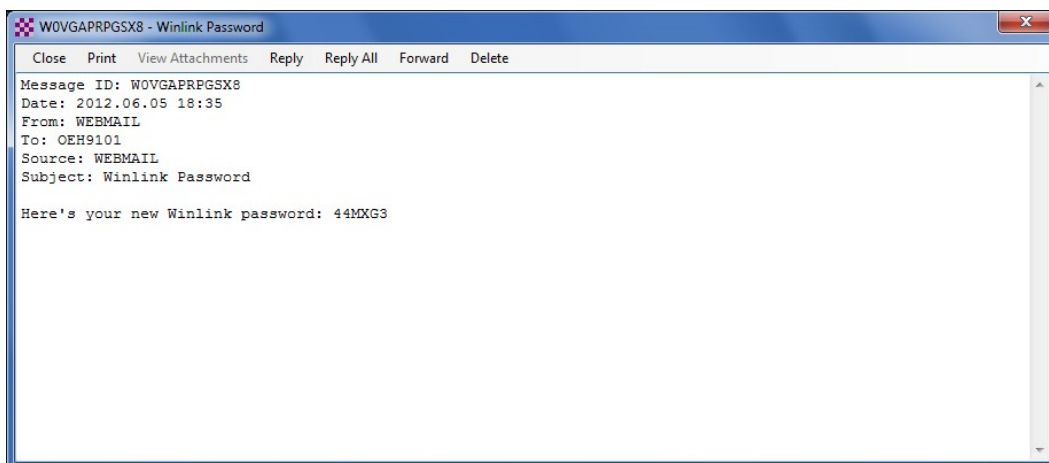 W0VGAPRPGSX8 - Winlink Password
Close Print View Attachments Reply Reply All Forward Delete
Message ID: W0VGAPRPGSX8
Date: 2012.06.05 18:35
From: WEBMAIL
To: OEH9101
Source: WEBMAIL
Subject: Winlink Password
Here's your new Winlink password: 44MXG3